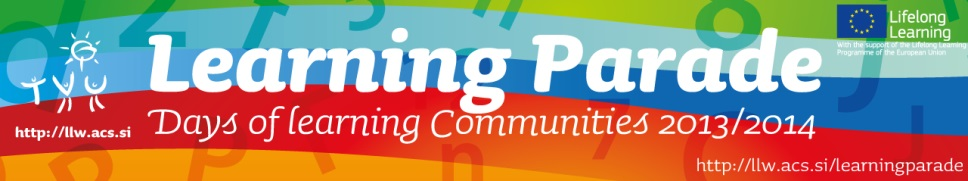 Learning Parade
Days of learning Communities 2013/2014
TVU
http://llw.acs.si
Lifelong
Learning
With the support of the Lifelong Learning
Programme of the European Union
http://llw.acs.si/learningparade